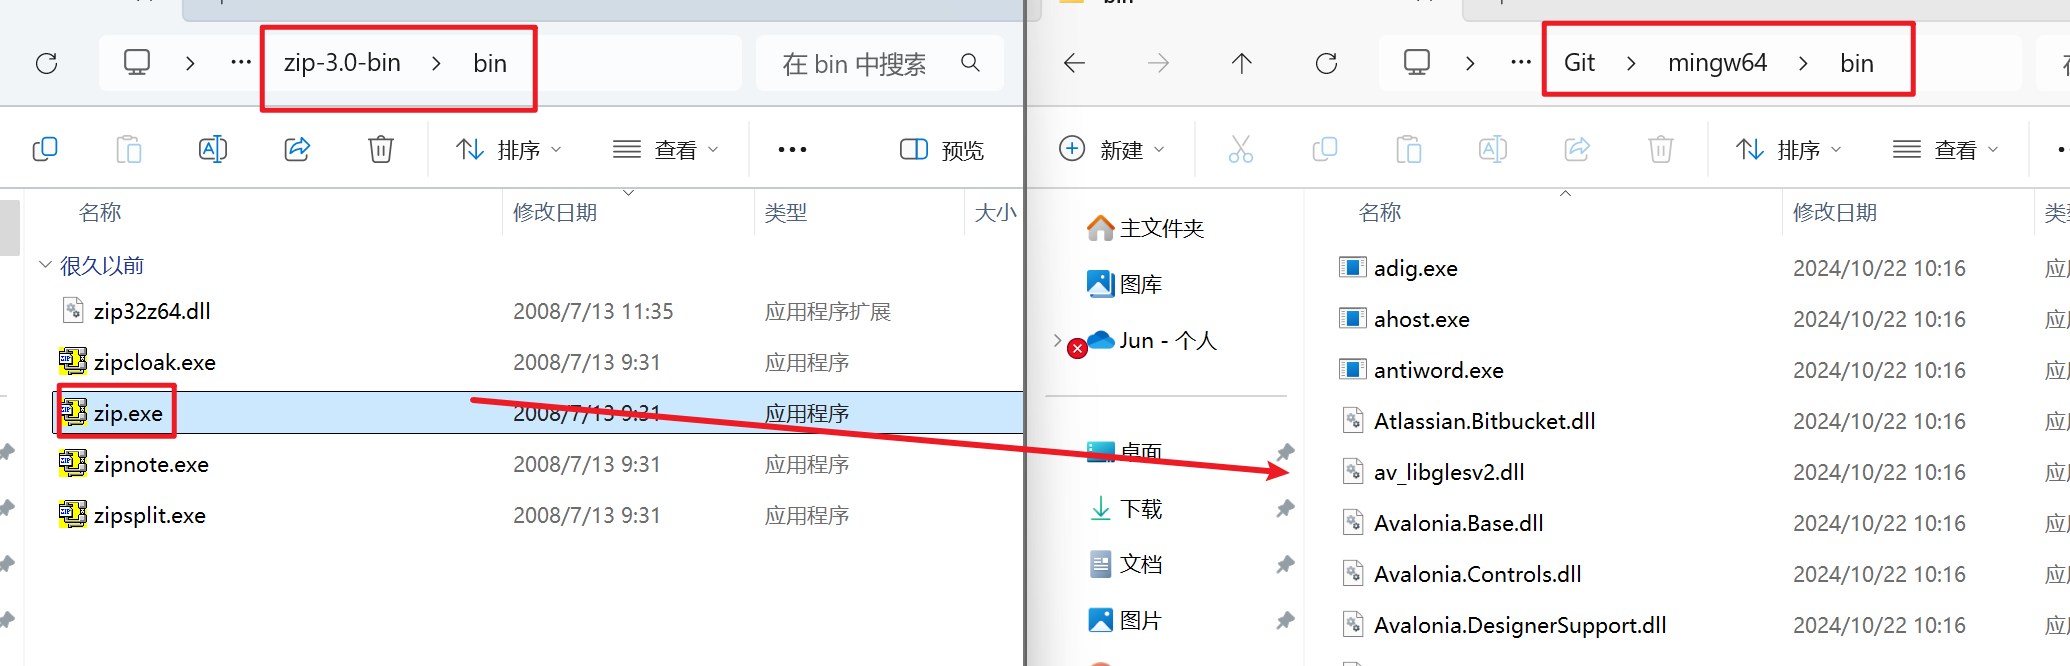 zip-3.0-bin > bin
在 bin 中搜索
排序
查看
预览
名称
修改日期
类型
大小
很久以前
zip32z64.dll 2008/7/13 11:35 应用程序扩展
zipcloak.exe 2008/7/13 9:31 应用程序
zip.exe 2008/7/13 9:31 应用程序
zipnote.exe 2008/7/13 9:31 应用程序
zipsplit.exe 2008/7/13 9:31 应用程序
Git > mingw64 > bin
新建
排序
查看
主文件夹
图库
Jun - 个人
桌面
下载
文档
图片
名称
修改日期
adig.exe 2024/10/22 10:16
ahost.exe 2024/10/22 10:16
antiword.exe 2024/10/22 10:16
Atlassian.Bitbucket.dll 2024/10/22 10:16
av_libglesv2.dll 2024/10/22 10:16
Avalonia.Base.dll 2024/10/22 10:16
Avalonia.Controls.dll 2024/10/22 10:16
Avalonia.DesignerSupport.dll 2024/10/22 10:16